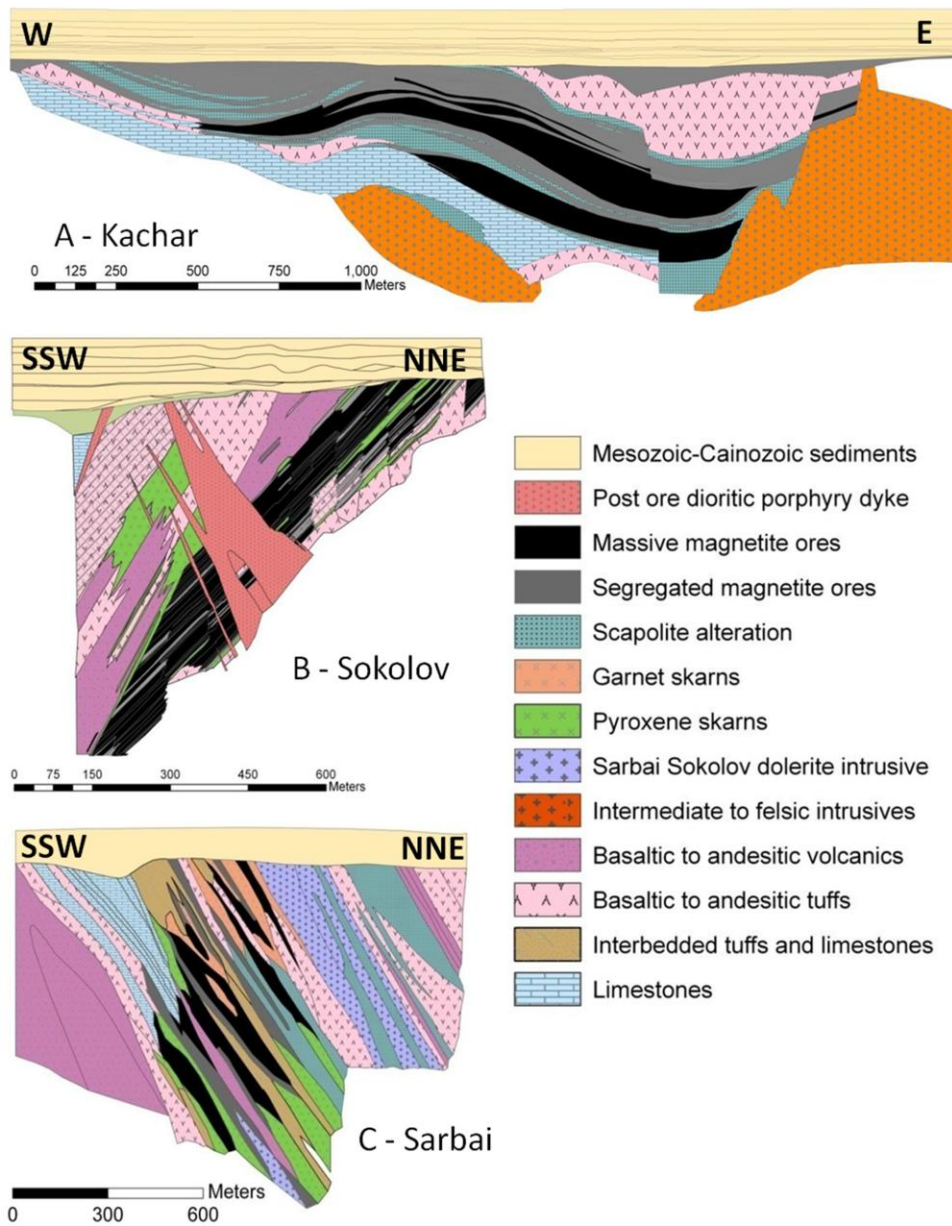 W E
A - Kachar
0 125 250 500 750 1,000
Meters
SSW NNE
B - Sokolov
0 75 150 300 450 600
Meters
SSW NNE
C - Sarbai
Meters
0 300 600
Mesozoic-Cainozoic sediments
Post ore dioritic porphyry dyke
Massive magnetite ores
Segregated magnetite ores
Scapolite alteration
Garnet skarns
Pyroxene skarns
Sarbai Sokolov dolerite intrusive
Intermediate to felsic intrusives
Basaltic to andesitic volcanics
Basaltic to andesitic tuffs
Interbedded tuffs and limestones
Limestones